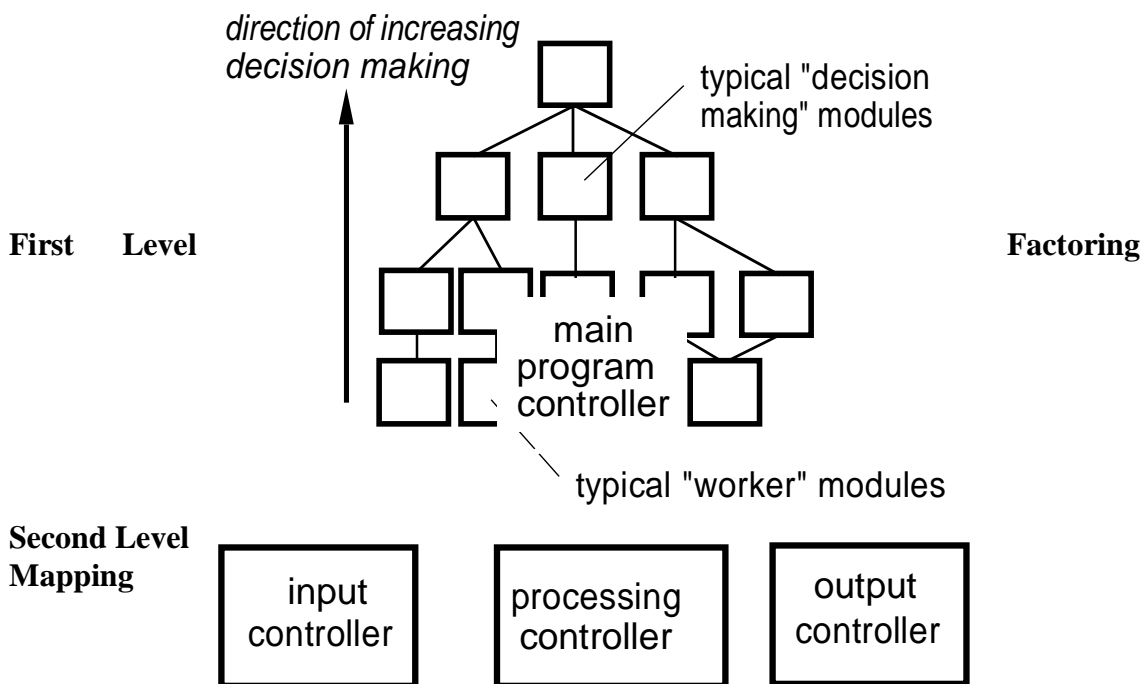 direction of increasing
decision making
typical "decision
making" modules
First Level Factoring
main
program
controller
typical "worker" modules
Second Level
Mapping
input
controller
processing
controller
output
controller